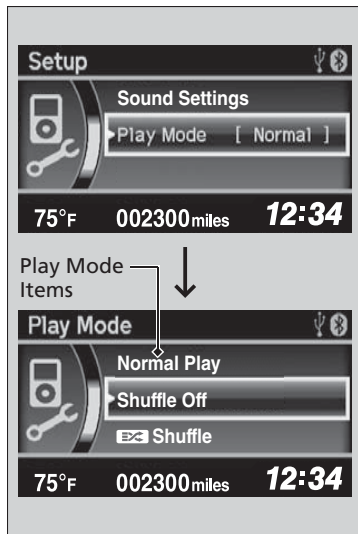 Setup
Sound Settings
Play Mode [ Normal ]
75°F 002300 miles 12:34
Play Mode
Items
Play Mode
Normal Play
Shuffle Off
Shuffle
75°F 002300 miles 12:34